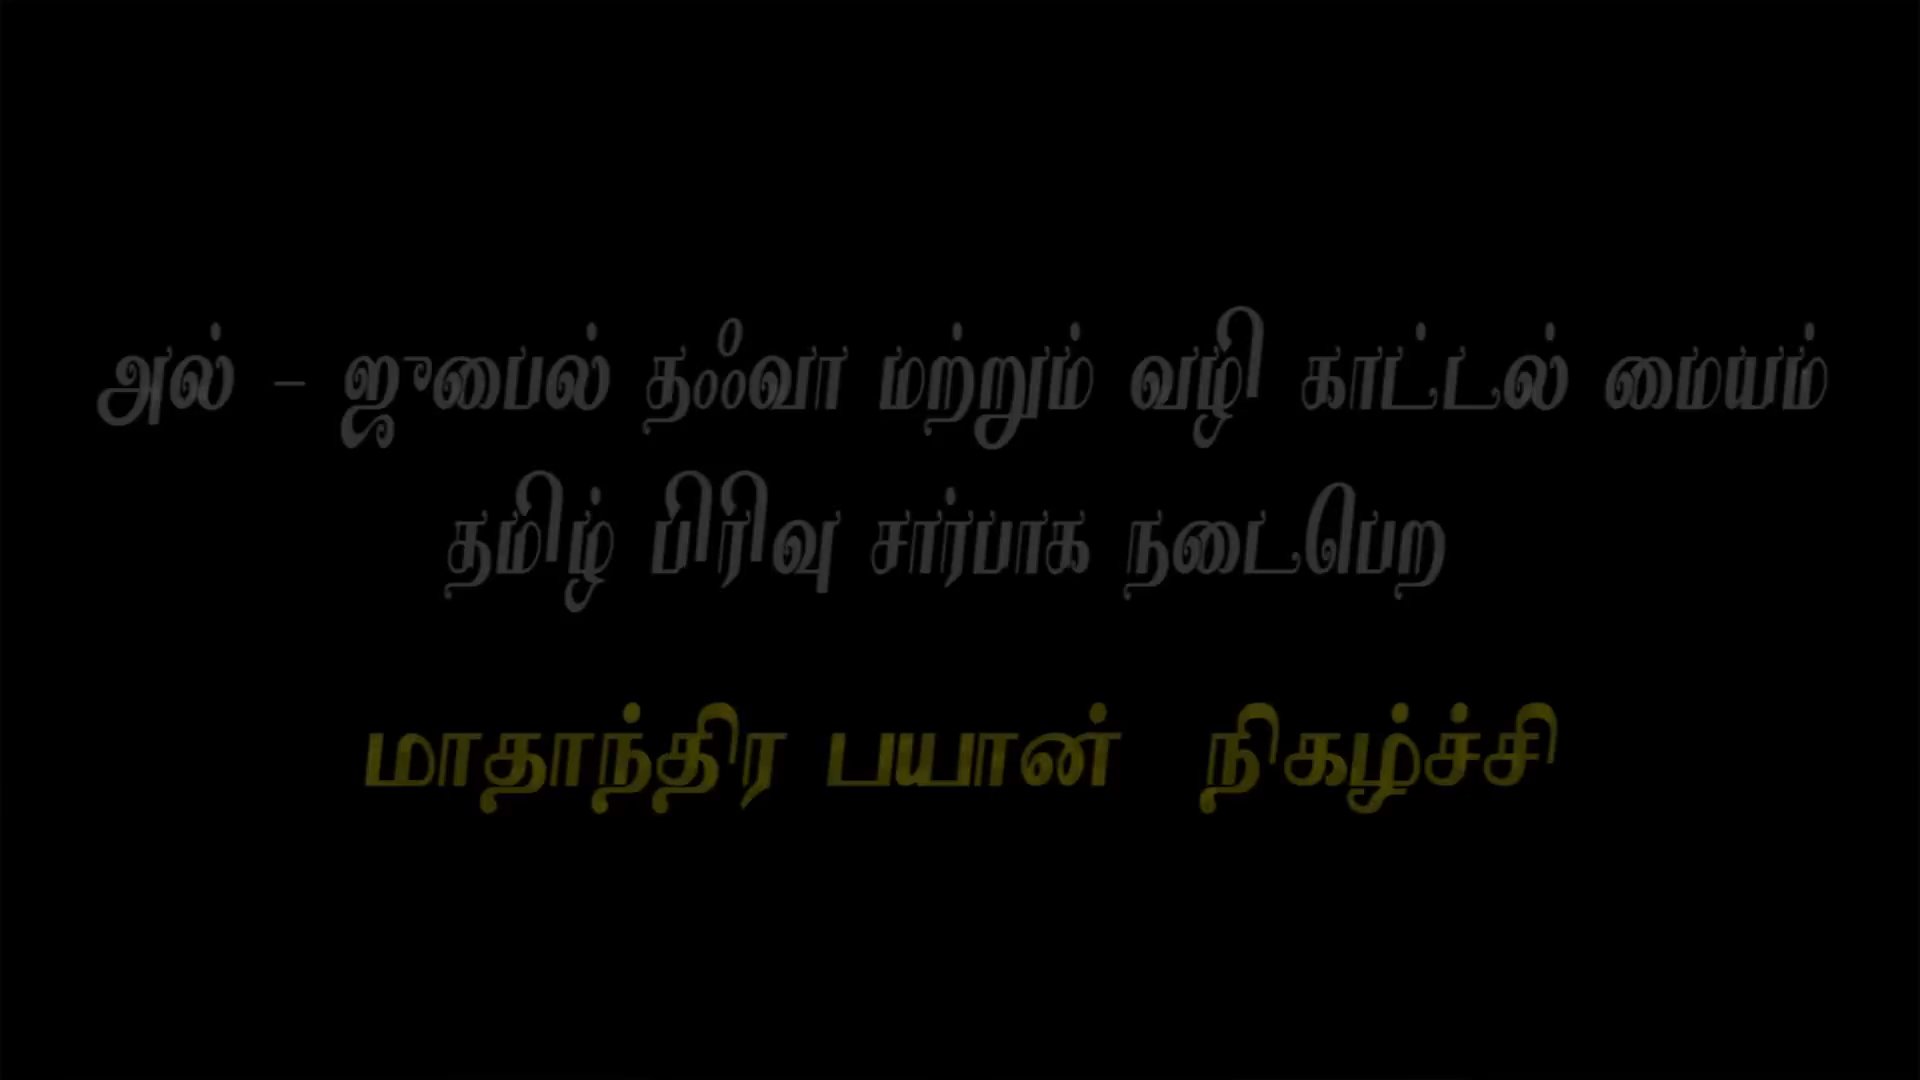 அல் - ஜுபைல் தஃவா மற்றும் வழி காட்டல் மையம்
தமிழ் பிரிவு சார்பாக நடைபெற
மாதாந்திர பயான் நிகழ்ச்சி